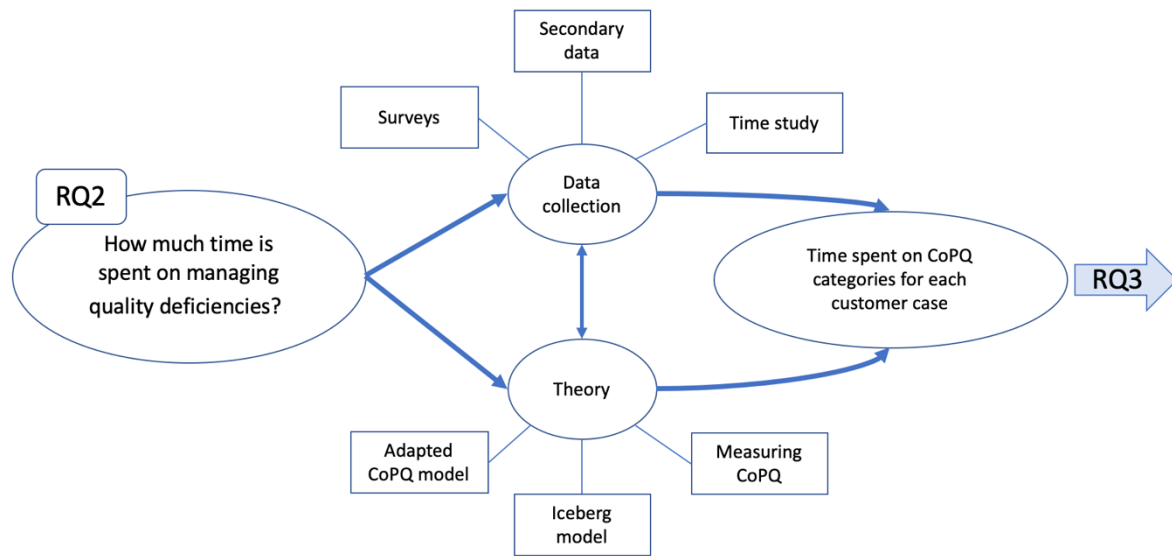 Secondary
data
Surveys
Time study
RQ2
Data
collection
How much time is
spent on managing
quality deficiencies?
Time spent on CoPQ
categories for each
customer case
RQ3
Theory
Adapted
CoPQ model
Measuring
CoPQ
Iceberg
model